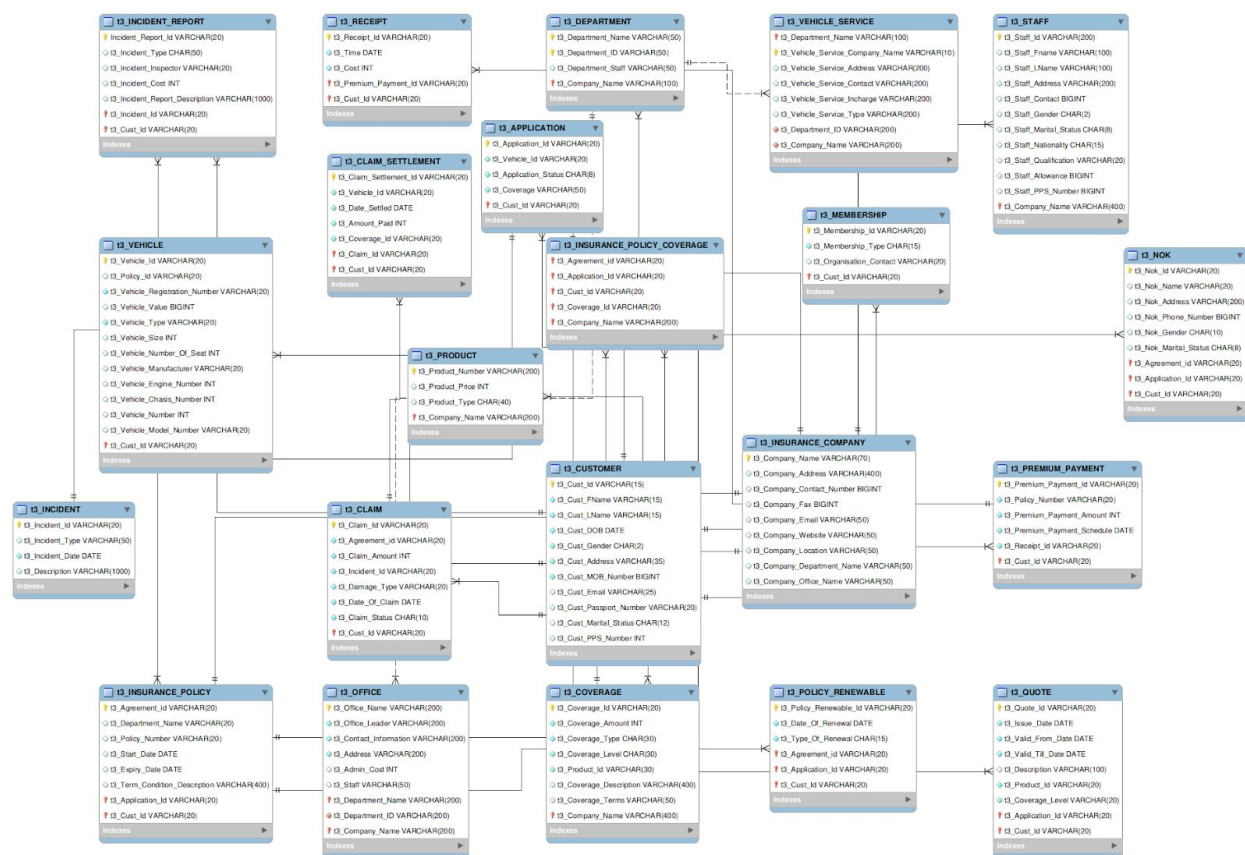 t3_INCIDENT_REPORT
Incident_Report_Id VARCHAR(20)
t3_Incident_Type CHAR(50)
t3_Incident_Inspector VARCHAR(20)
t3_Incident_Cost INT
t3_Incident_Report_Description VARCHAR(1000)
t3_Incident_Id VARCHAR(20)
t3_Cust_Id VARCHAR(20)
Indexes
t3_RECEIPT
t3_Receipt_Id VARCHAR(20)
t3_Time DATE
t3_Cost INT
t3_Premium_Payment_Id VARCHAR(20)
t3_Cust_Id VARCHAR(20)
Indexes
t3_DEPARTMENT
t3_Department_Name VARCHAR(50)
t3_Department_ID VARCHAR(50)
t3_Department_Staff VARCHAR(50)
t3_Company_Name VARCHAR(100)
Indexes
t3_VEHICLE_SERVICE
t3_Department_Name VARCHAR(100)
t3_Vehicle_Service_Company_Name VARCHAR(10)
t3_Vehicle_Service_Address VARCHAR(200)
t3_Vehicle_Service_Contact VARCHAR(200)
t3_Vehicle_Service_Incharge VARCHAR(200)
t3_Vehicle_Service_Type VARCHAR(200)
t3_Department_ID VARCHAR(200)
t3_Company_Name VARCHAR(200)
Indexes
t3_STAFF
t3_Staff_Id VARCHAR(200)
t3_Staff_Fname VARCHAR(100)
t3_Staff_LName VARCHAR(100)
t3_Staff_Address VARCHAR(200)
t3_Staff_Contact BIGINT
t3_Staff_Gender CHAR(2)
t3_Staff_Marital_Status CHAR(8)
t3_Staff_Nationality CHAR(15)
t3_Staff_Qualification VARCHAR(20)
t3_Staff_Allowance BIGINT
t3_Staff_PPS_Number BIGINT
t3_Company_Name VARCHAR(400)
Indexes
t3_APPLICATION
t3_Application_Id VARCHAR(20)
t3_Vehicle_Id VARCHAR(20)
t3_Application_Status CHAR(8)
t3_Coverage VARCHAR(50)
t3_Cust_Id VARCHAR(20)
Indexes
t3_CLAIM_SETTLEMENT
t3_Claim_Settlement_Id VARCHAR(20)
t3_Vehicle_Id VARCHAR(20)
t3_Date_Settled DATE
t3_Amount_Paid INT
t3_Coverage_Id VARCHAR(20)
t3_Claim_Id VARCHAR(20)
t3_Cust_Id VARCHAR(20)
Indexes
t3_MEMBERSHIP
t3_Membership_Id VARCHAR(20)
t3_Membership_Type CHAR(15)
t3_Organisation_Contact VARCHAR(20)
t3_Cust_Id VARCHAR(20)
Indexes
t3_VEHICLE
t3_Vehicle_Id VARCHAR(20)
t3_Policy_Id VARCHAR(20)
t3_Vehicle_Registration_Number VARCHAR(20)
t3_Vehicle_Value BIGINT
t3_Vehicle_Type VARCHAR(20)
t3_Vehicle_Size INT
t3_Vehicle_Number_Of_Seat INT
t3_Vehicle_Manufacturer VARCHAR(20)
t3_Vehicle_Engine_Number INT
t3_Vehicle_Chasis_Number INT
t3_Vehicle_Number INT
t3_Vehicle_Model_Number VARCHAR(20)
t3_Cust_Id VARCHAR(20)
Indexes
t3_INSURANCE_POLICY_COVERAGE
t3_Agreement_id VARCHAR(20)
t3_Application_Id VARCHAR(20)
t3_Cust_Id VARCHAR(20)
t3_Coverage_Id VARCHAR(20)
t3_Company_Name VARCHAR(200)
Indexes
t3_NOK
t3_Nok_Id VARCHAR(20)
t3_Nok_Name VARCHAR(20)
t3_Nok_Address VARCHAR(200)
t3_Nok_Phone_Number BIGINT
t3_Nok_Gender CHAR(10)
t3_Nok_Marital_Status CHAR(8)
t3_Agreement_id VARCHAR(20)
t3_Application_Id VARCHAR(20)
t3_Cust_Id VARCHAR(20)
Indexes
t3_PRODUCT
t3_Product_Number VARCHAR(200)
t3_Product_Price INT
t3_Product_Type CHAR(40)
t3_Company_Name VARCHAR(200)
Indexes
t3_INSURANCE_COMPANY
t3_Company_Name VARCHAR(70)
t3_Company_Address VARCHAR(400)
t3_Company_Contact_Number BIGINT
t3_Company_Fax BIGINT
t3_Company_Email VARCHAR(50)
t3_Company_Website VARCHAR(50)
t3_Company_Location VARCHAR(50)
t3_Company_Department_Name VARCHAR(50)
t3_Company_Office_Name VARCHAR(50)
Indexes
t3_CUSTOMER
t3_Cust_Id VARCHAR(15)
t3_Cust_FName VARCHAR(15)
t3_Cust_LName VARCHAR(15)
t3_Cust_DOB DATE
t3_Cust_Gender CHAR(2)
t3_Cust_Address VARCHAR(35)
t3_Cust_MOB_Number BIGINT
t3_Cust_Email VARCHAR(25)
t3_Cust_Passport_Number VARCHAR(20)
t3_Cust_Marital_Status CHAR(12)
t3_Cust_PPS_Number INT
Indexes
t3_PREMIUM_PAYMENT
t3_Premium_Payment_Id VARCHAR(20)
t3_Policy_Number VARCHAR(20)
t3_Premium_Payment_Amount INT
t3_Premium_Payment_Schedule DATE
t3_Receipt_Id VARCHAR(20)
t3_Cust_Id VARCHAR(20)
Indexes
t3_INCIDENT
t3_Incident_Id VARCHAR(20)
t3_Incident_Type VARCHAR(50)
t3_Incident_Date DATE
t3_Description VARCHAR(1000)
Indexes
t3_CLAIM
t3_Claim_Id VARCHAR(20)
t3_Agreement_id VARCHAR(20)
t3_Claim_Amount INT
t3_Incident_Id VARCHAR(20)
t3_Damage_Type VARCHAR(20)
t3_Date_Of_Claim DATE
t3_Claim_Status CHAR(10)
t3_Cust_Id VARCHAR(20)
Indexes
t3_INSURANCE_POLICY
t3_Agreement_id VARCHAR(20)
t3_Department_Name VARCHAR(20)
t3_Policy_Number VARCHAR(20)
t3_Start_Date DATE
t3_Expiry_Date DATE
t3_Term_Condition_Description VARCHAR(400)
t3_Application_Id VARCHAR(20)
t3_Cust_Id VARCHAR(20)
Indexes
t3_OFFICE
t3_Office_Name VARCHAR(200)
t3_Office_Leader VARCHAR(200)
t3_Contact_Information VARCHAR(200)
t3_Address VARCHAR(200)
t3_Admin_Cost INT
t3_Staff VARCHAR(50)
t3_Department_Name VARCHAR(200)
t3_Department_ID VARCHAR(200)
t3_Company_Name VARCHAR(200)
Indexes
t3_COVERAGE
t3_Coverage_Id VARCHAR(20)
t3_Coverage_Amount INT
t3_Coverage_Type CHAR(30)
t3_Coverage_Level CHAR(30)
t3_Product_Id VARCHAR(30)
t3_Coverage_Description VARCHAR(400)
t3_Coverage_Terms VARCHAR(50)
t3_Company_Name VARCHAR(400)
Indexes
t3_POLICY_RENEWABLE
t3_Policy_Renewable_Id VARCHAR(20)
t3_Date_Of_Renewal DATE
t3_Type_Of_Renewal CHAR(15)
t3_Agreement_id VARCHAR(20)
t3_Application_Id VARCHAR(20)
t3_Cust_Id VARCHAR(20)
Indexes
t3_QUOTE
t3_Quote_Id VARCHAR(20)
t3_Issue_Date DATE
t3_Valid_From_Date DATE
t3_Valid_Till_Date DATE
t3_Description VARCHAR(100)
t3_Product_Id VARCHAR(20)
t3_Coverage_Level VARCHAR(20)
t3_Application_Id VARCHAR(20)
t3_Cust_Id VARCHAR(20)
Indexes